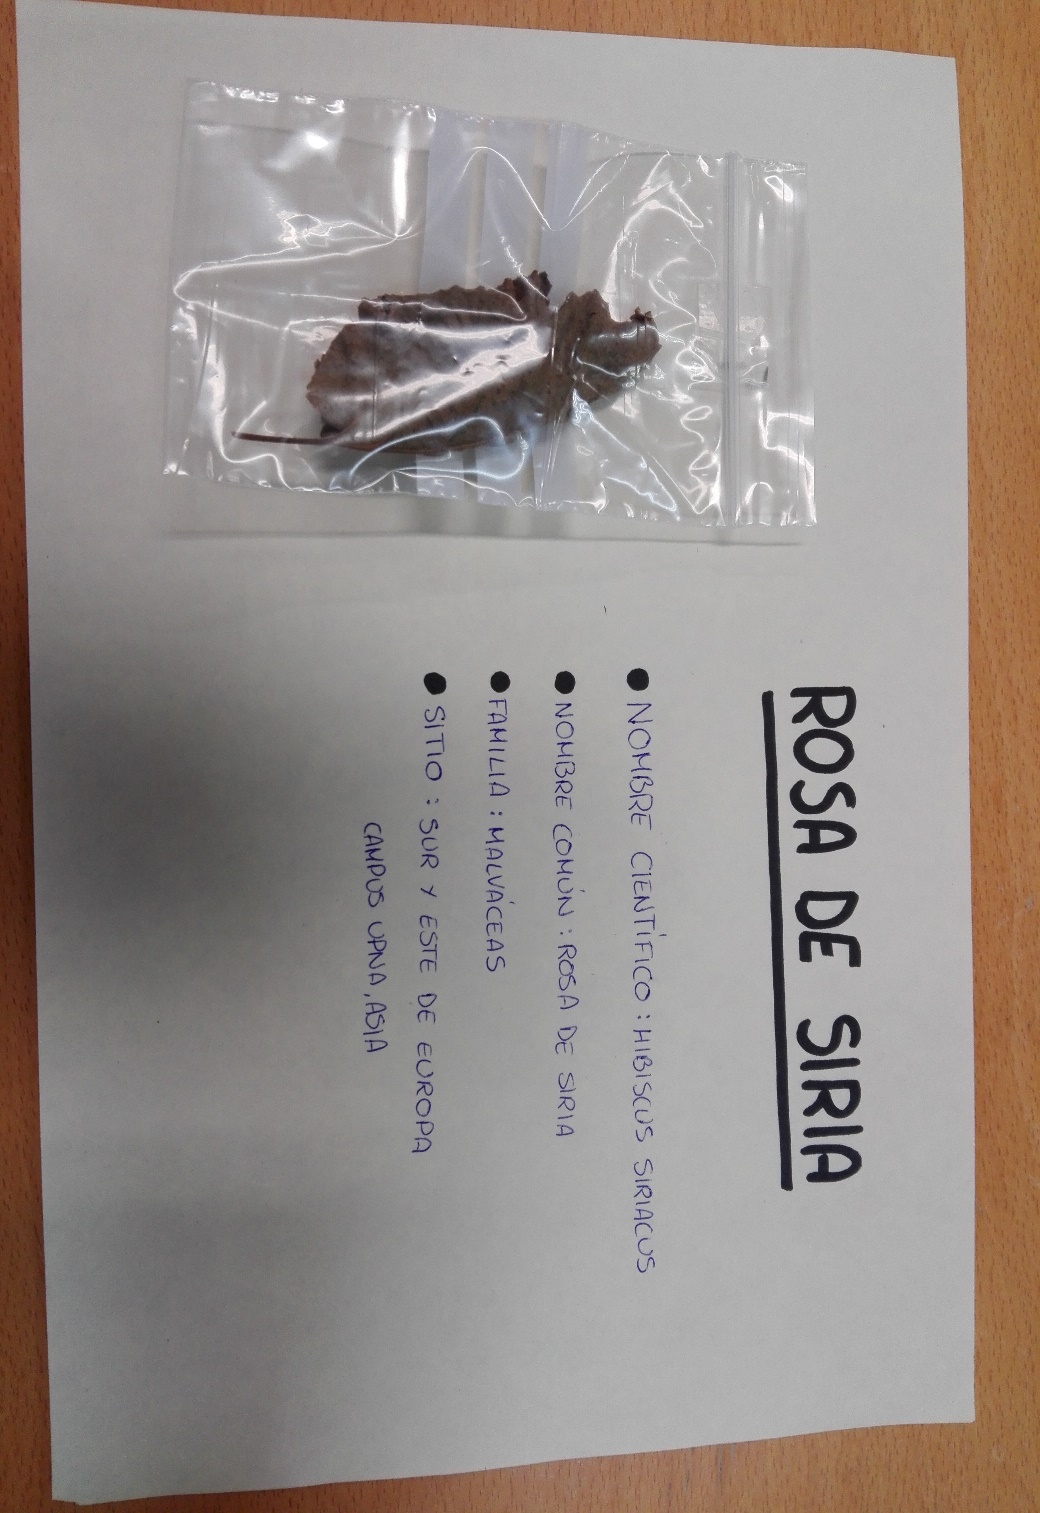 ROSA DE SIRIA
● NOMBRE CIENTÍFICO : HIBISCUS SIRIACUS
● NOMBRE COMÚN : ROSA DE SIRIA
● FAMILIA : MALVÁCEAS
● SITIO : SUR Y ESTE DE EUROPA
CAMPUS UPNA, ASIA